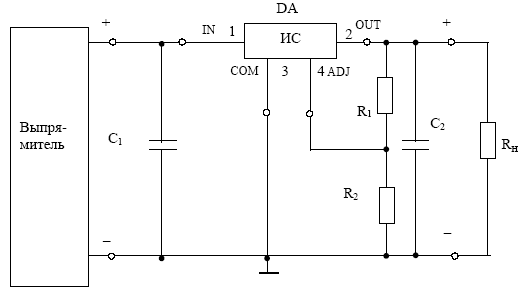 DA
+
IN
1
ИС
2
OUT
+
COM
3
4 ADJ
Выпря-
митель
C1
R1
C2
Rн
R2
−
−